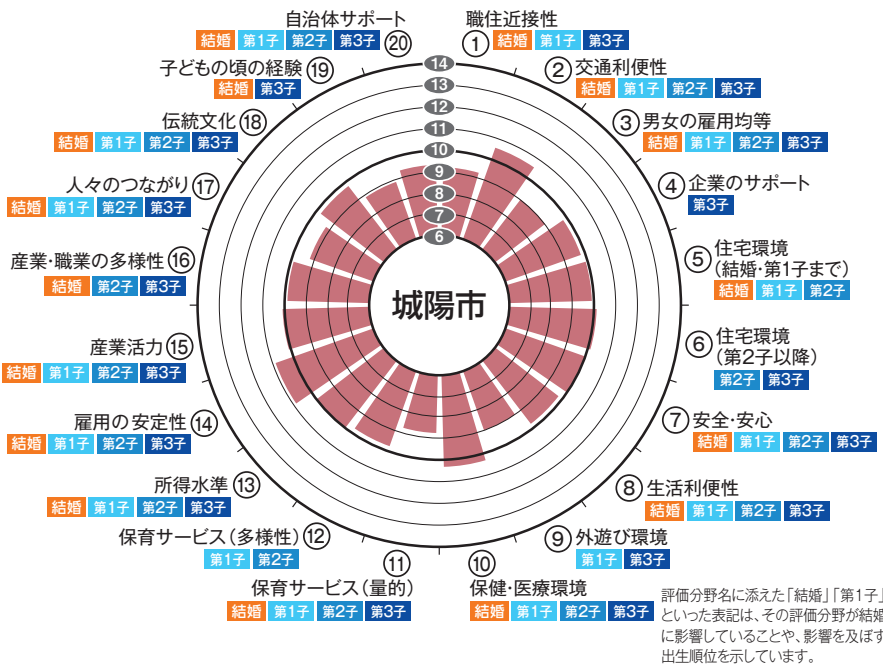 自治体サポート
結婚 第1子 第2子 第3子 ⑳
職住近接性
① 結婚 第1子 第3子
② 交通利便性
結婚 第1子 第2子 第3子
③ 男女の雇用均等
結婚 第1子 第2子 第3子
④ 企業のサポート
第3子
⑤ 住宅環境
(結婚・第1子まで)
結婚 第1子 第2子
⑥ 住宅環境
(第2子以降)
第2子 第3子
⑦ 安全・安心
結婚 第1子 第2子 第3子
⑧ 生活利便性
結婚 第1子 第2子 第3子
⑨ 外遊び環境
第1子 第3子
⑩
保健・医療環境
結婚 第1子 第2子 第3子
⑪
保育サービス(量的)
結婚 第1子 第2子 第3子
保育サービス(多様性) ⑫
第1子 第2子
所得水準 ⑬
結婚 第1子 第2子 第3子
雇用の安定性 ⑭
結婚 第1子 第2子 第3子
産業活力 ⑮
結婚 第1子 第2子 第3子
産業・職業の多様性 ⑯
結婚 第2子 第3子
人々のつながり ⑰
結婚 第1子 第2子 第3子
伝統文化 ⑱
結婚 第1子 第2子 第3子
子どもの頃の経験 ⑲
結婚 第3子
14
13
12
11
10
9
8
7
6
城陽市
評価分野名に添えた「結婚」「第1子」
といった表記は、その評価分野が結婚
に影響していることや、影響を及ぼす
出生順位を示しています。